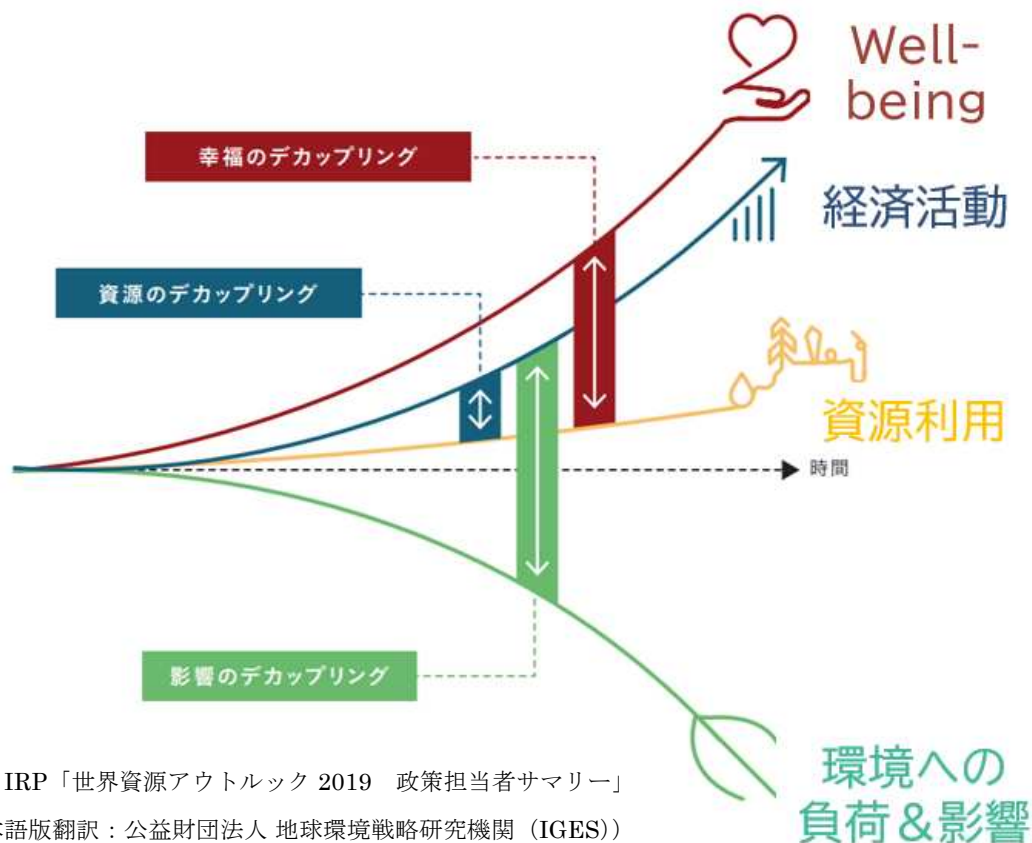 Well-
being
幸福のデカップリング
経済活動
資源のデカップリング
資源利用
時間
影響のデカップリング
環境への
負荷&影響
IRP「世界資源アウトルック 2019 政策担当者サマリー」
語版翻訳:公益財団法人 地球環境戦略研究機関(IGES))